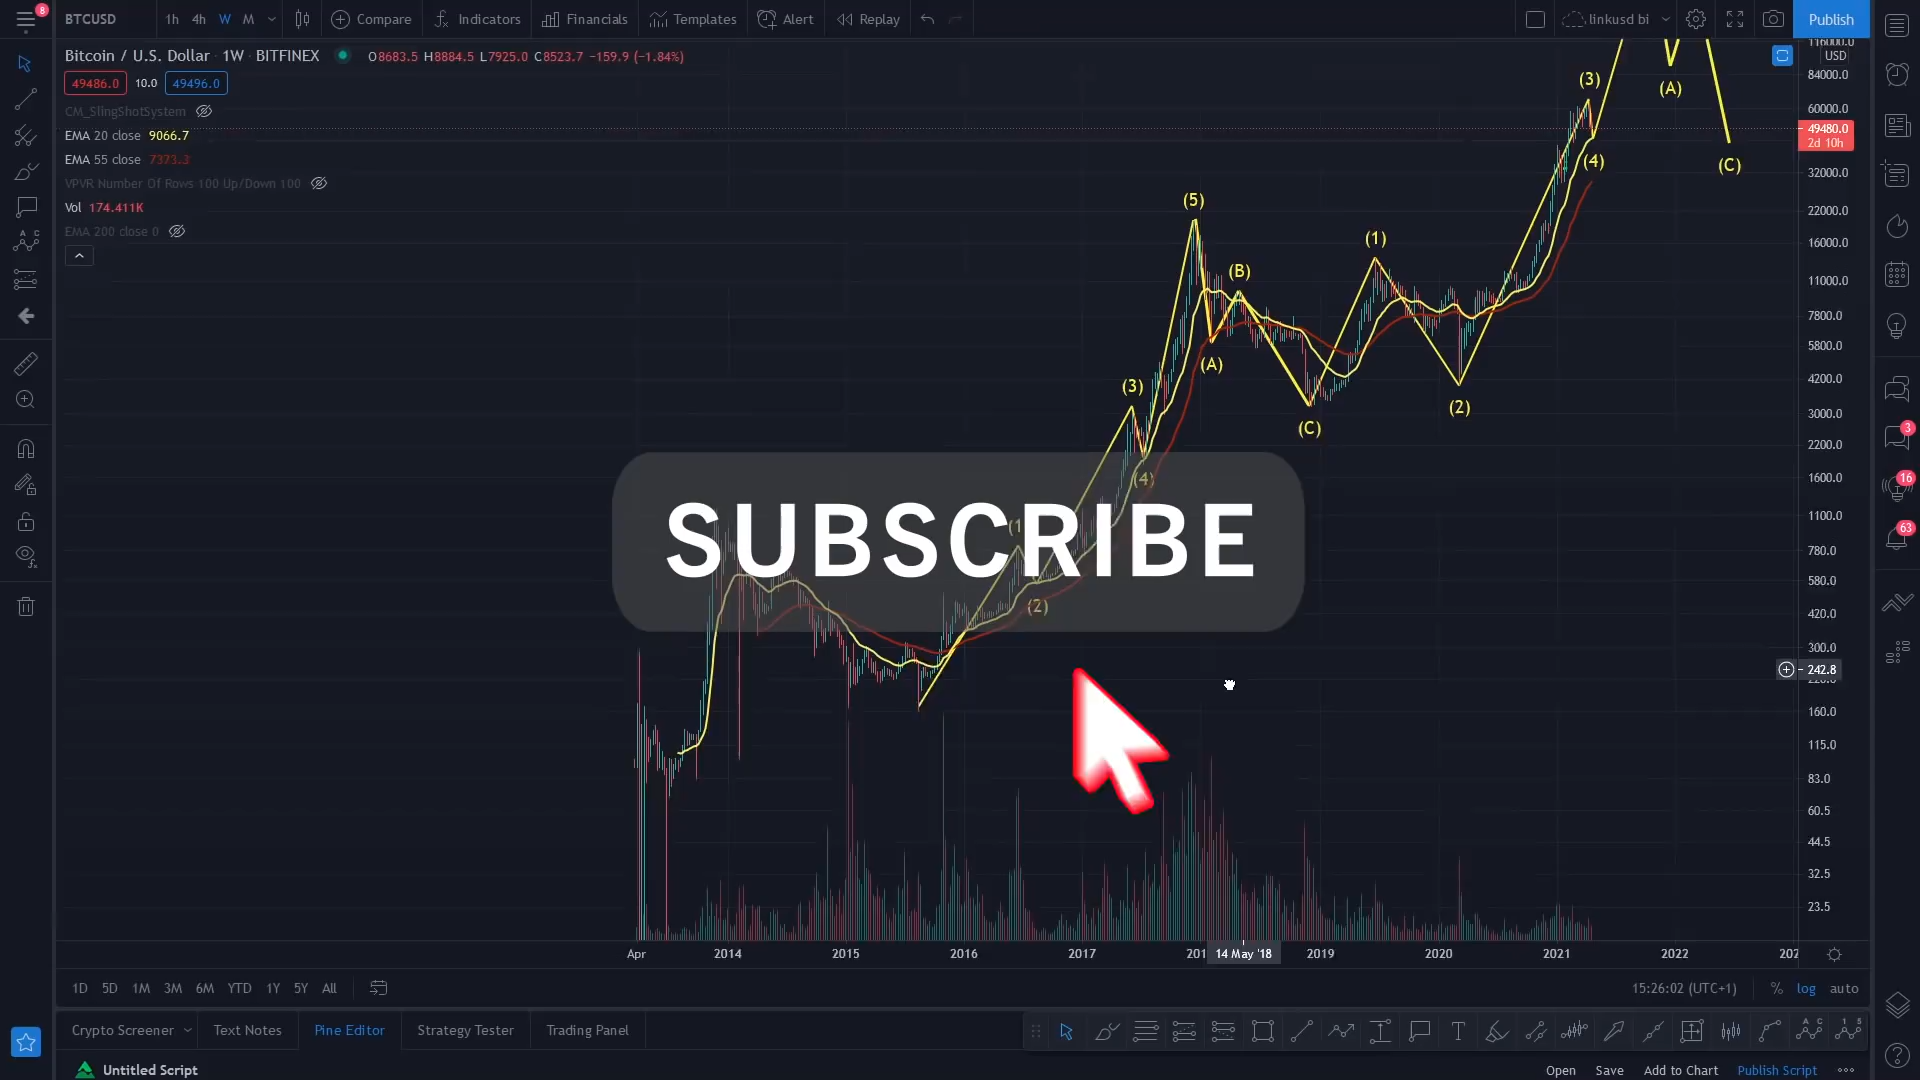 8
BTCUSD 1h 4h W M Compare Indicators Financials Templates Alert Replay linkusd bi Publish
Bitcoin / U.S. Dollar 1W BITFINEX O8683.5 H8884.5 L7925.0 C8523.7 -159.9 (-1.84%)
49486.0 10.0 49496.0
CM_SlingShotSystem
EMA 20 close 9066.7
EMA 55 close 7373.3
VPVR Number Of Rows 100 Up/Down 100
Vol 174.411K
EMA 200 close 0
116000.0
USD
84000.0
60000.0
49480.0
2d 10h
32000.0
22000.0
16000.0
11000.0
7800.0
5800.0
4200.0
3000.0
2200.0
1600.0
1100.0
780.0
580.0
420.0
300.0
242.8
160.0
115.0
83.0
60.5
44.5
32.5
23.5
(3)
(A)
(4)
(C)
(5)
(1)
(B)
(A)
(3)
(2)
(C)
(4)
(2)
SUBSCRIBE
3
16
63
Apr 2014 2015 2016 2017 14 May '18 2019 2020 2021 2022
1D 5D 1M 3M 6M YTD 1Y 5Y All 15:26:02 (UTC+1) % log auto
Crypto Screener Text Notes Pine Editor Strategy Tester Trading Panel
Untitled Script Open Save Add to Chart Publish Script